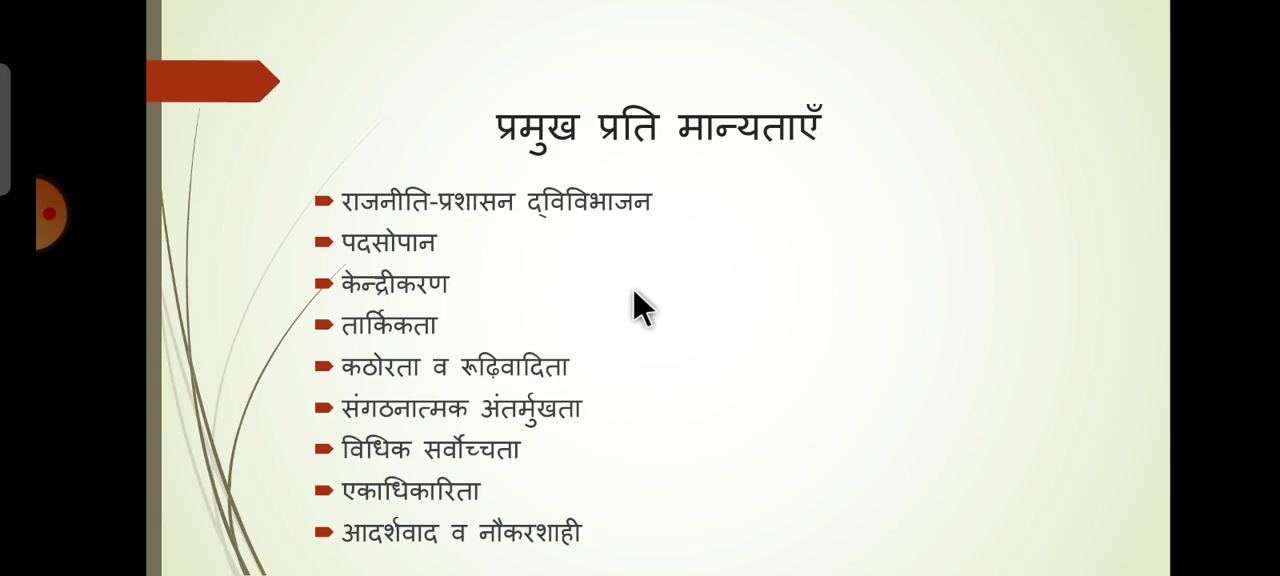 प्रमुख प्रति मान्यताएँ
राजनीति-प्रशासन द्विविभाजन
पदसोपान
केन्द्रीकरण
तार्किकता
कठोरता व रूढ़िवादिता
संगठनात्मक अंतर्मुखता
विधिक सर्वोच्चता
एकाधिकारिता
आदर्शवाद व नौकरशाही